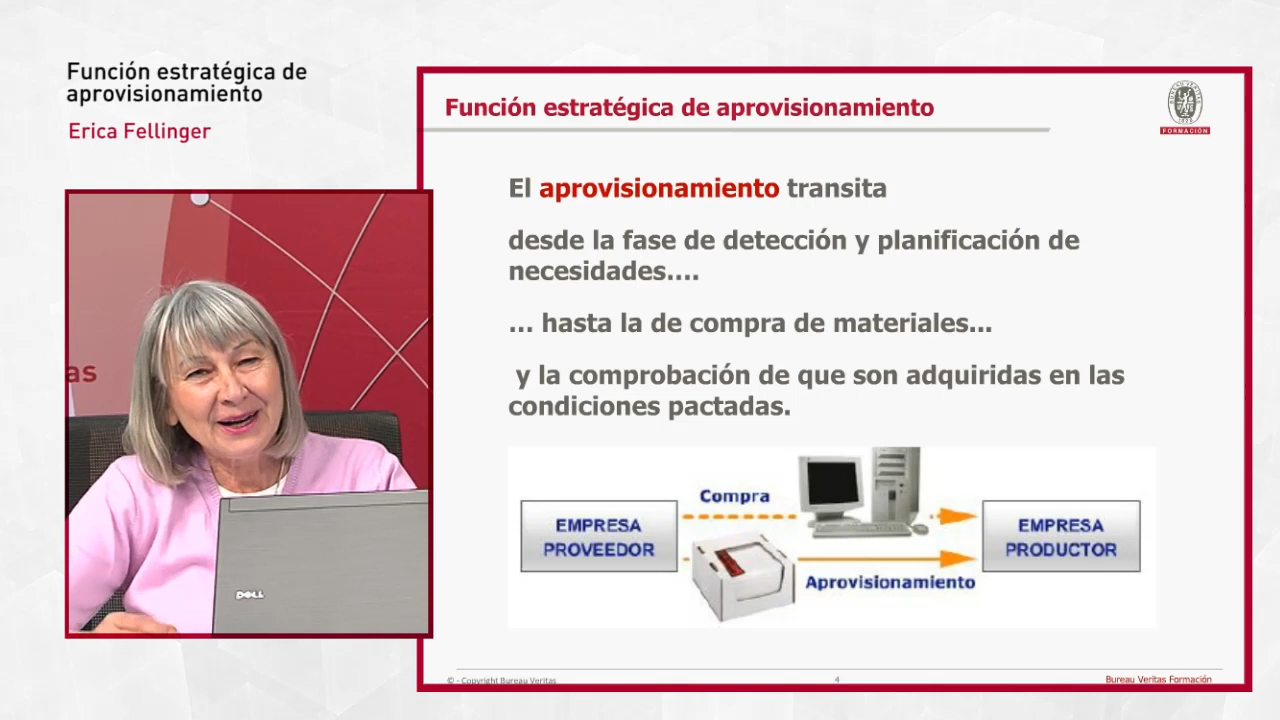 Función estratégica de
aprovisionamiento
Erica Fellinger
as
DELL
Función estratégica de aprovisionamiento
FORMACIÓN
El aprovisionamiento transita
desde la fase de detección y planificación de
necesidades....
... hasta la de compra de materiales...
y la comprobación de que son adquiridas en las
condiciones pactadas.
EMPRESA
PROVEEDOR
Compra
Aprovisionamiento
EMPRESA
PRODUCTOR
© - Copyright Bureau Veritas
4
Bureau Veritas Formación